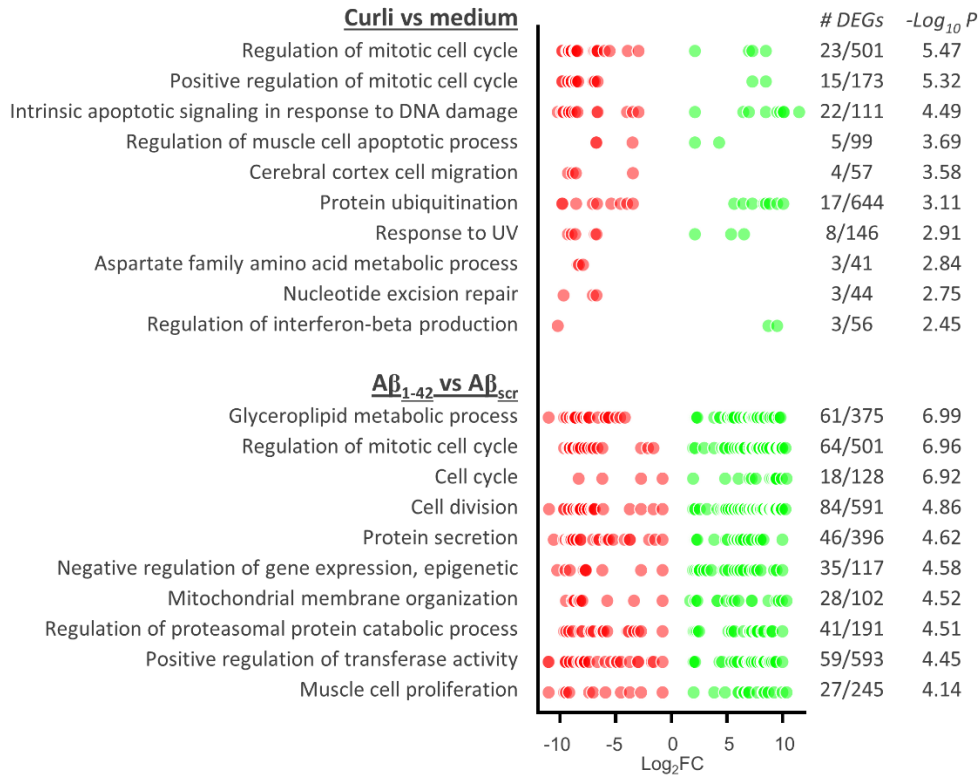 Curli vs medium # DEGs -Log10 P
Regulation of mitotic cell cycle 23/501 5.47
Positive regulation of mitotic cell cycle 15/173 5.32
Intrinsic apoptotic signaling in response to DNA damage 22/111 4.49
Regulation of muscle cell apoptotic process 5/99 3.69
Cerebral cortex cell migration 4/57 3.58
Protein ubiquitination 17/644 3.11
Response to UV 8/146 2.91
Aspartate family amino acid metabolic process 3/41 2.84
Nucleotide excision repair 3/44 2.75
Regulation of interferon-beta production 3/56 2.45
Aβ1-42 vs Aβscr
Glyceroplipid metabolic process 61/375 6.99
Regulation of mitotic cell cycle 64/501 6.96
Cell cycle 18/128 6.92
Cell division 84/591 4.86
Protein secretion 46/396 4.62
Negative regulation of gene expression, epigenetic 35/117 4.58
Mitochondrial membrane organization 28/102 4.52
Regulation of proteasomal protein catabolic process 41/191 4.51
Positive regulation of transferase activity 59/593 4.45
Muscle cell proliferation 27/245 4.14
-10 -5 0 5 10
Log2FC